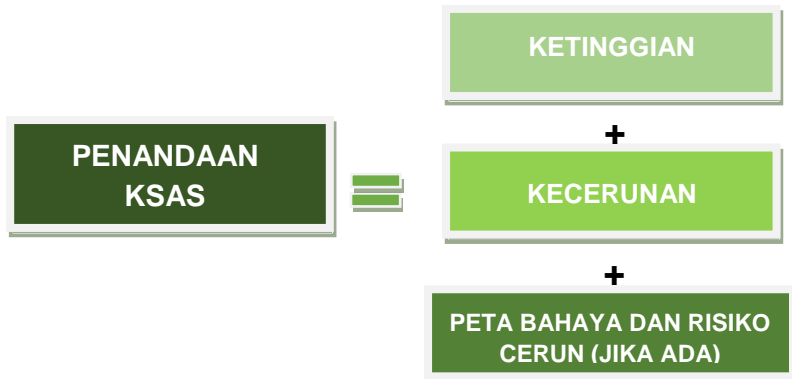 PENANDAAN
KSAS
=
KETINGGIAN
+
KECERUNAN
+
PETA BAHAYA DAN RISIKO
CERUN (JIKA ADA)